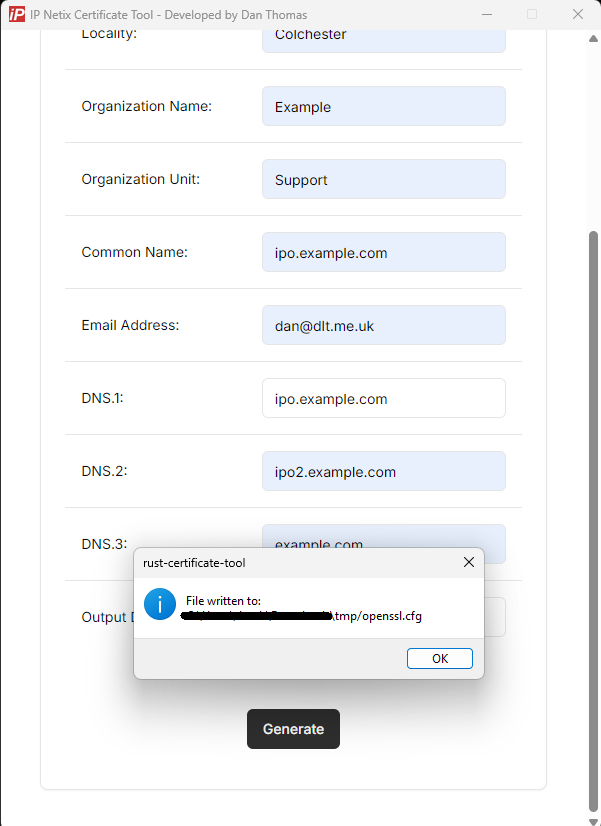 iP IP Netix Certificate Tool - Developed by Dan Thomas
Locality: Colchester
Organization Name: Example
Organization Unit: Support
Common Name: ipo.example.com
Email Address: dan@dlt.me.uk
DNS.1: ipo.example.com
DNS.2: ipo2.example.com
DNS.3: example.com
rust-certificate-tool
File written to:
\tmp/openssl.cfg
Output
OK
Generate